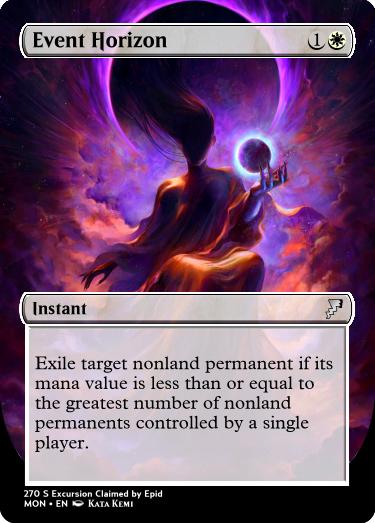 Event Horizon 1
Instant
Exile target nonland permanent if its
mana value is less than or equal to
the greatest number of nonland
permanents controlled by a single
player.
270 S Excursion Claimed by Epid
MON • EN Kata Kemi